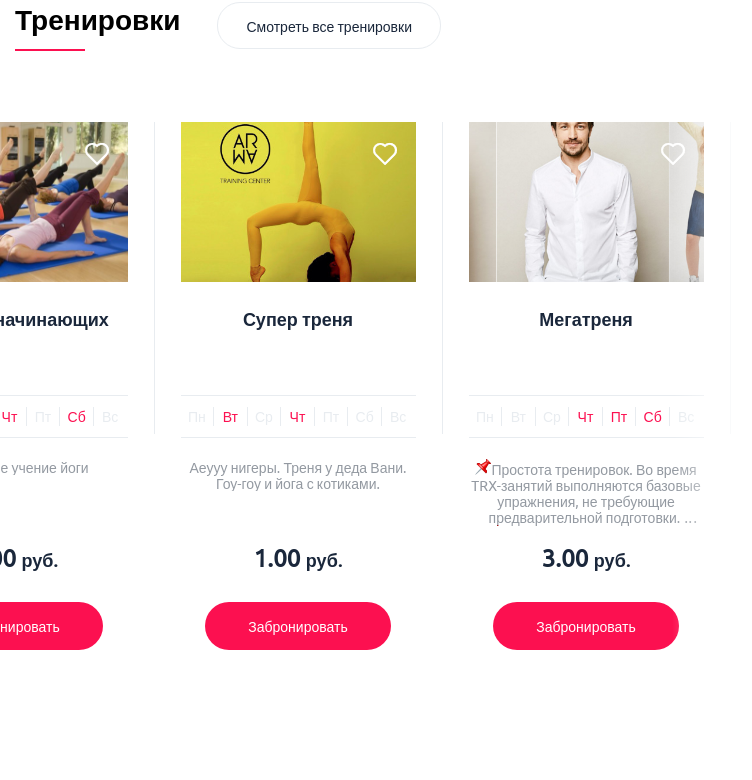 Тренировки
Смотреть все тренировки
AR
MA
TRAINING CENTER
начинающих
Супер треня
Мегатреня
Чт Пт Сб Вс
Пн Вт Ср Чт Пт Сб Вс
Пн Вт Ср Чт Пт Сб Вс
е учение йоги
Аеууу нигеры. Треня у деда Вани.
Гоу-гоу и йога с котиками.
Простота тренировок. Во время
TRX-занятий выполняются базовые
упражнения, не требующие
предварительной подготовки. ...
00 руб.
1.00 руб.
3.00 руб.
нировать
Забронировать
Забронировать